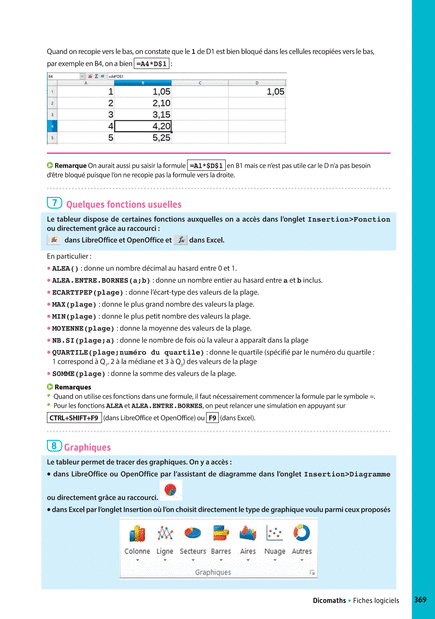 Quand on recopie vers le bas, on constate que le 1 de D1 est bien bloqué dans les cellules recopiées vers le bas,
par exemple en B4, on a bien =A4*D$1 :
B4 =A4*D$1
A B C D
1 1 1,05 1,05
2 2 2,10
3 3 3,15
4 4 4,20
5 5 5,25
Remarque On aurait aussi pu saisir la formule =A1*$D$1 en B1 mais ce n'est pas utile car le D n'a pas besoin
d'être bloqué puisque l'on ne recopie pas la formule vers la droite.
7 Quelques fonctions usuelles
Le tableur dispose de certaines fonctions auxquelles on a accès dans l'onglet Insertion>Fonction
ou directement grâce au raccourci :
dans LibreOffice et OpenOffice et fx dans Excel.
En particulier :
• ALEA() : donne un nombre décimal au hasard entre 0 et 1.
• ALEA.ENTRE.BORNES(a;b) : donne un nombre entier au hasard entre a et b inclus.
• ECARTYPEP(plage) : donne l'écart-type des valeurs de la plage.
• MAX(plage) : donne le plus grand nombre des valeurs la plage.
• MIN(plage) : donne le plus petit nombre des valeurs la plage.
• MOYENNE(plage) : donne la moyenne des valeurs de la plage.
• NB.SI(plage;a) : donne le nombre de fois où la valeur a apparaît dans la plage
• QUARTILE(plage;numéro du quartile) : donne le quartile (spécifié par le numéro du quartile :
1 correspond à Q1, 2 à la médiane et 3 à Q3) des valeurs de la plage
• SOMME(plage) : donne la somme des valeurs de la plage.
Remarques
* Quand on utilise ces fonctions dans une formule, il faut nécessairement commencer la formule par le symbole =.
* Pour les fonctions ALEA et ALEA.ENTRE.BORNES, on peut relancer une simulation en appuyant sur
CTRL+SHIFT+F9 (dans LibreOffice et OpenOffice) ou F9 (dans Excel).
8 Graphiques
Le tableur permet de tracer des graphiques. On y a accès :
• dans LibreOffice ou OpenOffice par l'assistant de diagramme dans l'onglet Insertion>Diagramme
ou directement grâce au raccourci.
• dans Excel par l'onglet Insertion où l'on choisit directement le type de graphique voulu parmi ceux proposés
Colonne Ligne Secteurs Barres Aires Nuage Autres
Graphiques
Dicomaths • Fiches logiciels 369